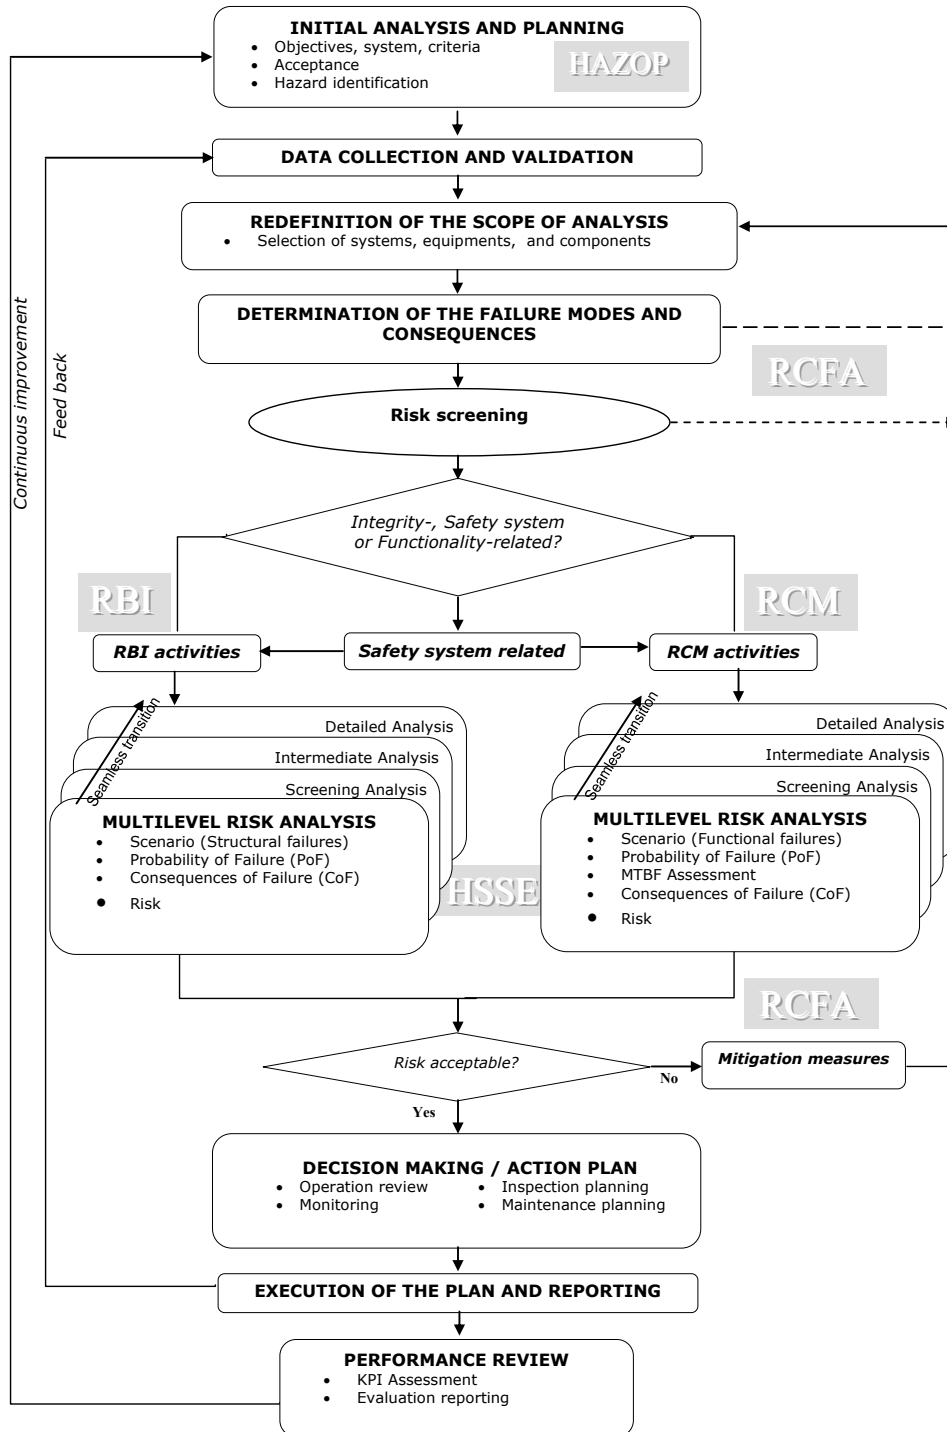 INITIAL ANALYSIS AND PLANNING
• Objectives, system, criteria
• Acceptance
• Hazard identification
HAZOP
DATA COLLECTION AND VALIDATION
REDEFINITION OF THE SCOPE OF ANALYSIS
• Selection of systems, equipments, and components
DETERMINATION OF THE FAILURE MODES AND
CONSEQUENCES
RCFA
Continuous improvement
Feed back
Risk screening
Integrity-, Safety system
or Functionality-related?
RBI
RCM
RBI activities
Safety system related
RCM activities
Seamless transition
Detailed Analysis
Intermediate Analysis
Screening Analysis
MULTILEVEL RISK ANALYSIS
• Scenario (Structural failures)
• Probability of Failure (PoF)
• Consequences of Failure (CoF)
• Risk
HSSE
Seamless transition
Detailed Analysis
Intermediate Analysis
Screening Analysis
MULTILEVEL RISK ANALYSIS
• Scenario (Functional failures)
• Probability of Failure (PoF)
• MTBF Assessment
• Consequences of Failure (CoF)
• Risk
RCFA
Risk acceptable?
No
Mitigation measures
Yes
DECISION MAKING / ACTION PLAN
• Operation review
• Monitoring
• Inspection planning
• Maintenance planning
EXECUTION OF THE PLAN AND REPORTING
PERFORMANCE REVIEW
• KPI Assessment
• Evaluation reporting